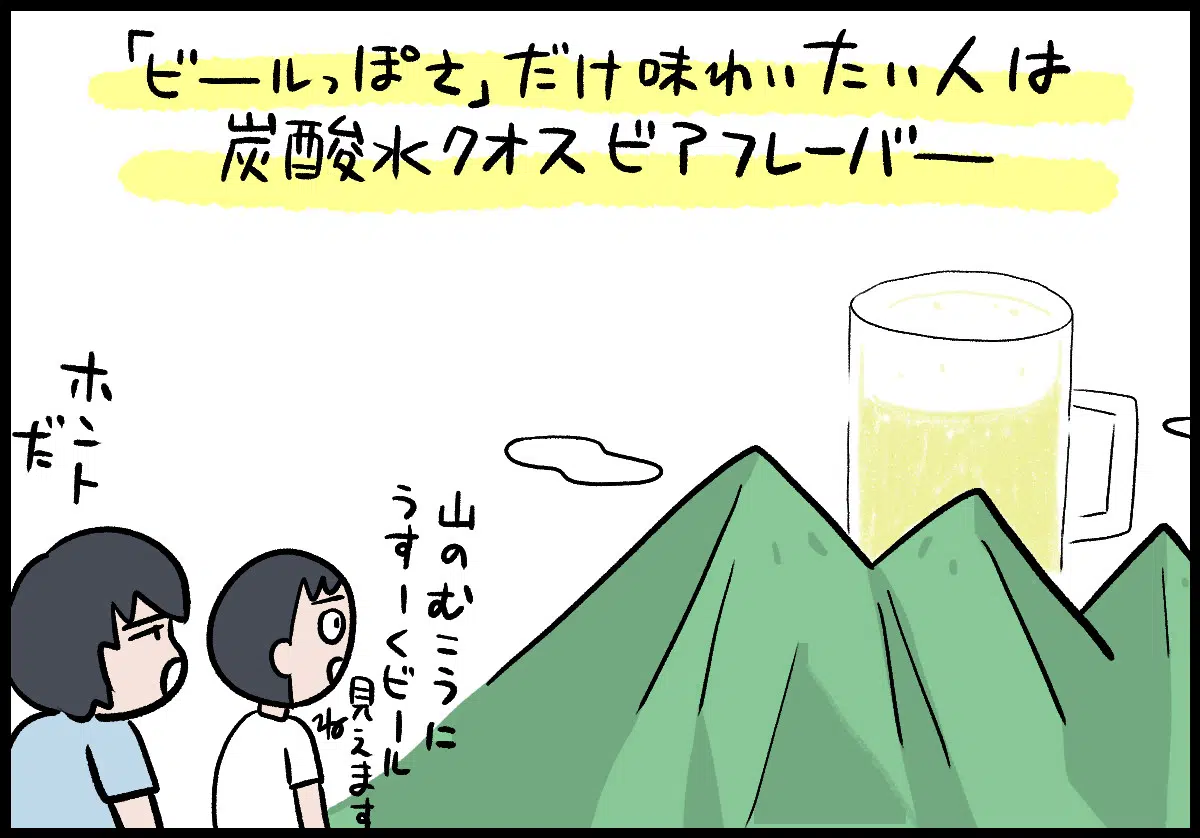 「ビールっぽさ」だけ味わいたい人は
炭酸水クオス ビアフレーバー
山のむこうに
うすーくビール
見えます
ね
ホント
だ